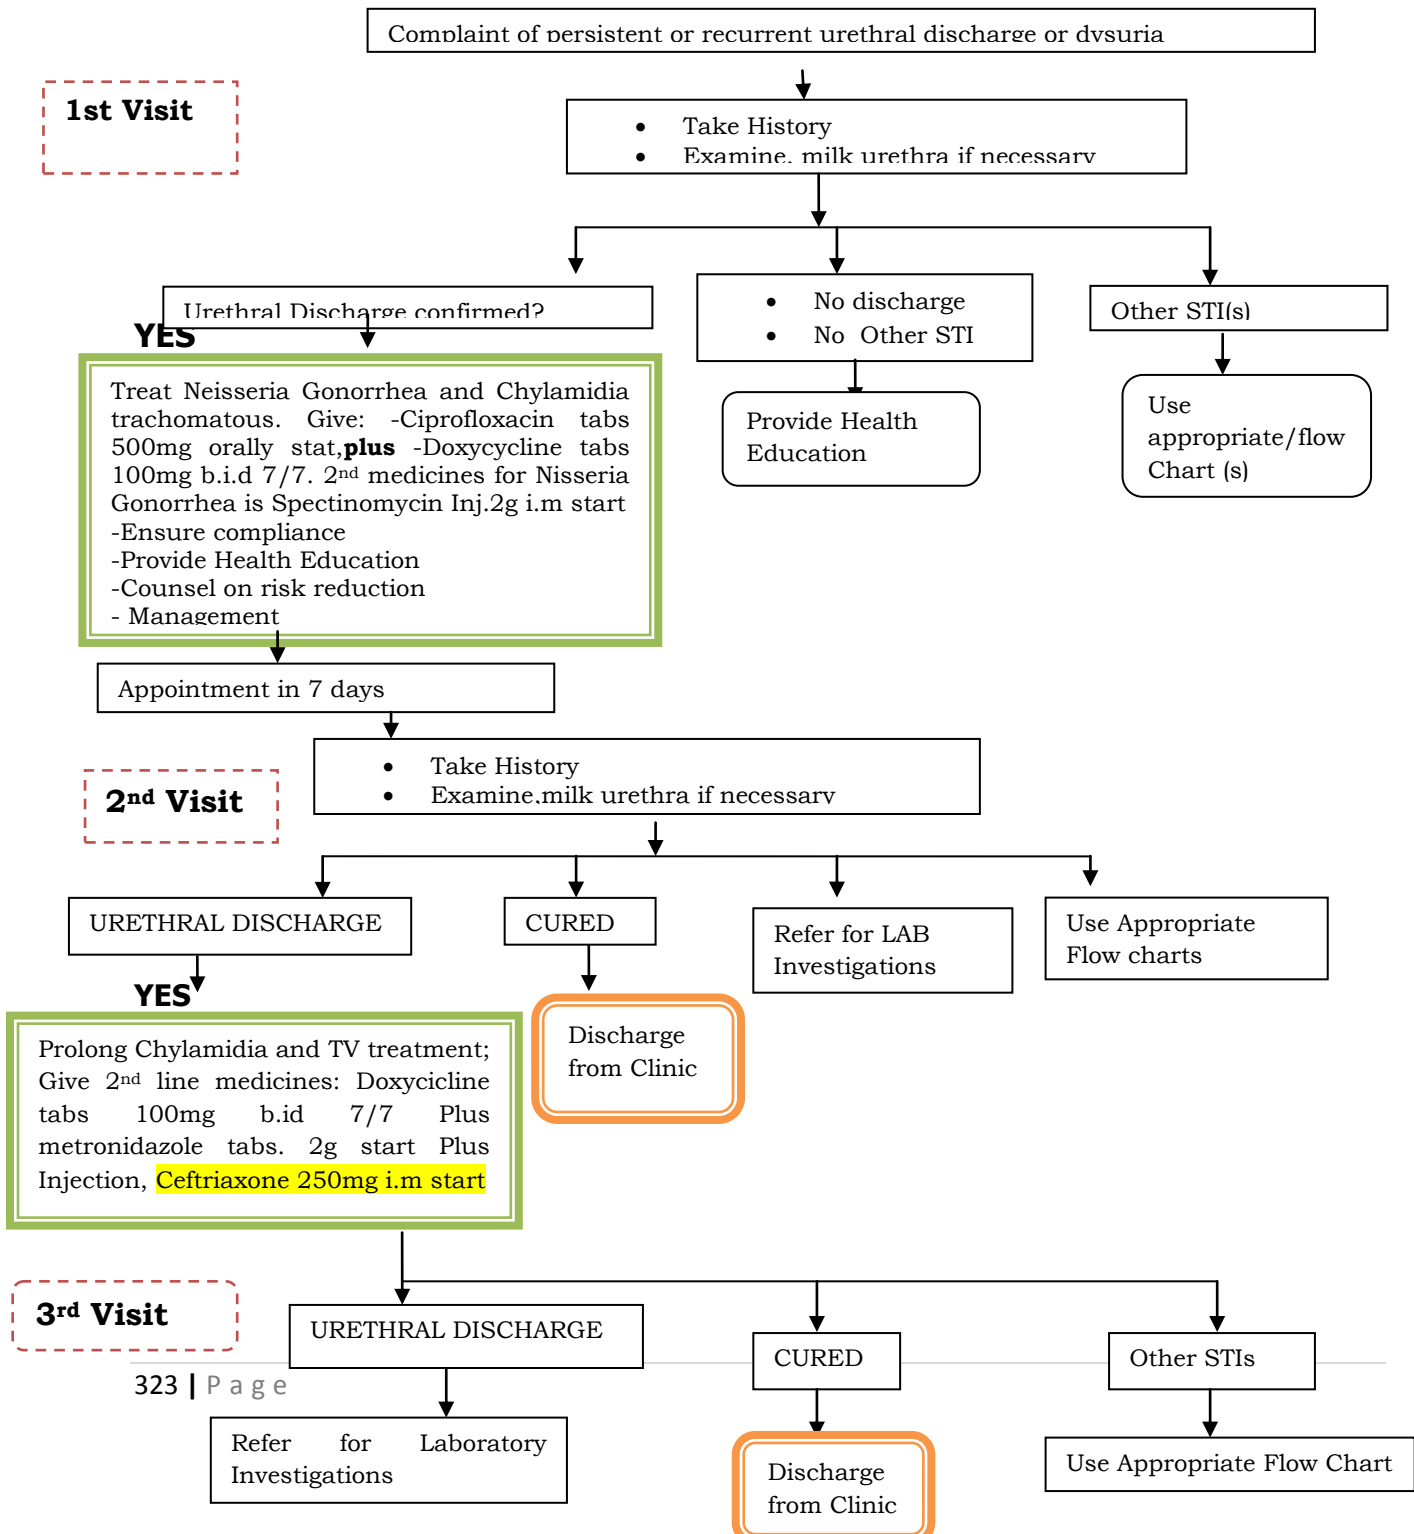 Complaint of persistent or recurrent urethral discharge or dysuria
1st Visit
• Take History
• Examine, milk urethra if necessary
Urethral Discharge confirmed?
• No discharge
• No Other STI
Other STI(s)
YES
Treat Neisseria Gonorrhea and Chylamidia
trachomatous. Give: -Ciprofloxacin tabs
500mg orally stat,plus -Doxycycline tabs
100mg b.i.d 7/7. 2nd medicines for Nisseria
Gonorrhea is Spectinomycin Inj.2g i.m start
-Ensure compliance
-Provide Health Education
-Counsel on risk reduction
- Management
Provide Health
Education
Use
appropriate/flow
Chart (s)
Appointment in 7 days
2nd Visit
• Take History
• Examine,milk urethra if necessary
URETHRAL DISCHARGE
CURED
Refer for LAB
Investigations
Use Appropriate
Flow charts
YES
Prolong Chylamidia and TV treatment;
Give 2nd line medicines: Doxycicline
tabs 100mg b.id 7/7 Plus
metronidazole tabs. 2g start Plus
Injection, Ceftriaxone 250mg i.m start
Discharge
from Clinic
3rd Visit
URETHRAL DISCHARGE
CURED
Other STIs
323 | Page
Refer for Laboratory
Investigations
Discharge
from Clinic
Use Appropriate Flow Chart